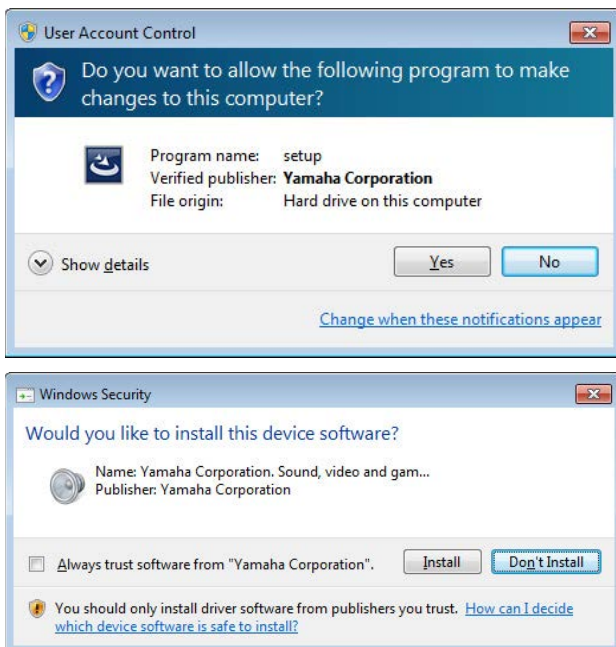 User Account Control
Do you want to allow the following program to make
changes to this computer?
Program name: setup
Verified publisher: Yamaha Corporation
File origin: Hard drive on this computer
Show details
Yes
No
Change when these notifications appear
Windows Security
Would you like to install this device software?
Name: Yamaha Corporation. Sound, video and gam...
Publisher: Yamaha Corporation
Always trust software from "Yamaha Corporation".
Install
Don't Install
You should only install driver software from publishers you trust. How can I decide
which device software is safe to install?